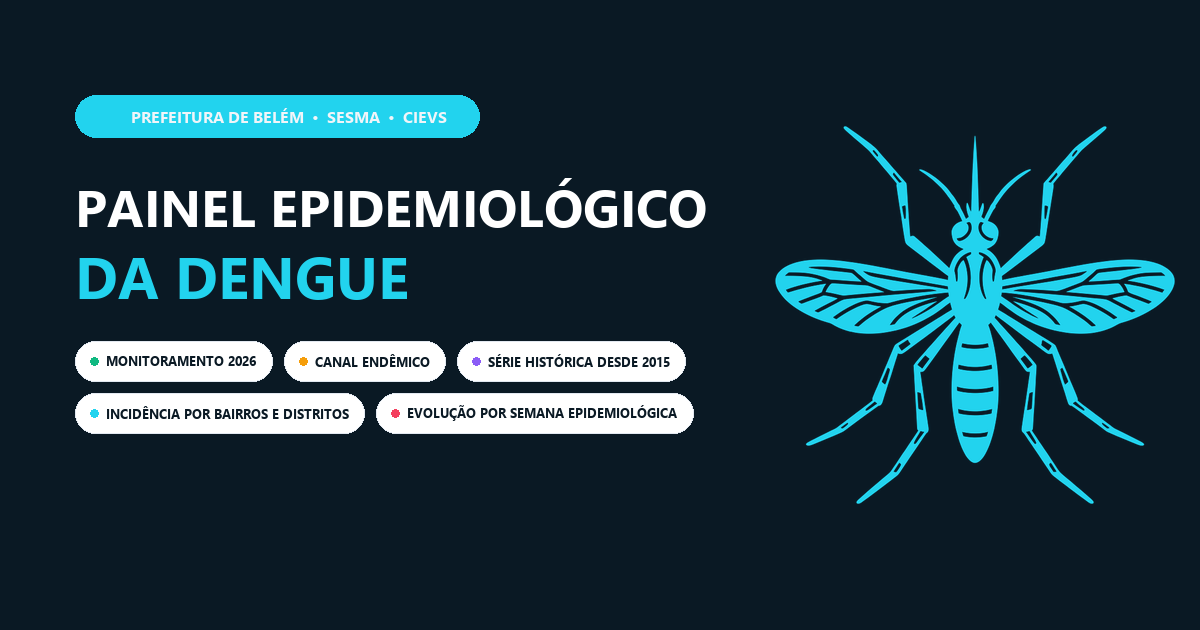 PREFEITURA DE BELÉM • SESMA • CIEVS
PAINEL EPIDEMIOLÓGICO
DA DENGUE
MONITORAMENTO 2026
CANAL ENDÊMICO
SÉRIE HISTÓRICA DESDE 2015
INCIDÊNCIA POR BAIRROS E DISTRITOS
EVOLUÇÃO POR SEMANA EPIDEMIOLÓGICA